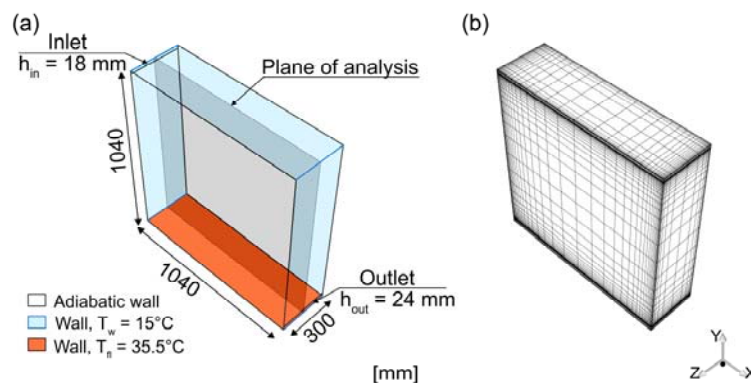 (a)
Inlet
h_in = 18 mm
Plane of analysis
1040
1040
300
Outlet
h_out = 24 mm
Adiabatic wall
Wall, T_w = 15°C
Wall, T_fl = 35.5°C
[mm]
(b)
Y
Z
X